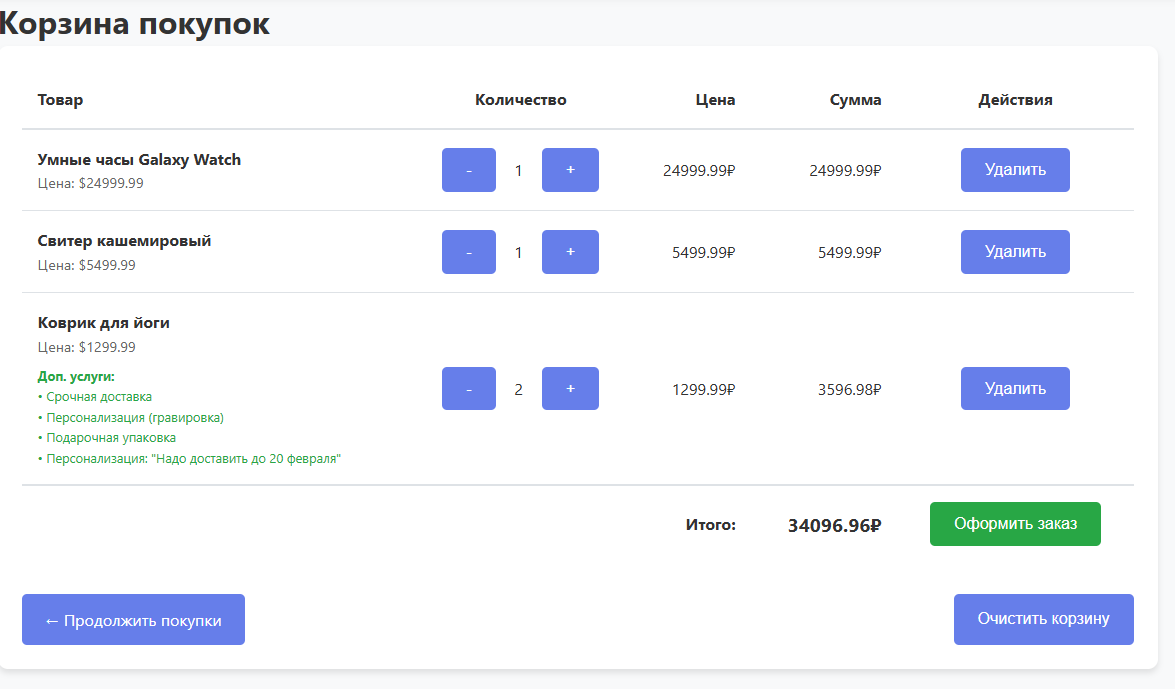 Корзина покупок
Товар Количество Цена Сумма Действия
Умные часы Galaxy Watch
Цена: $24999.99
- 1 + 24999.99₽ 24999.99₽ Удалить
Свитер кашемировый
Цена: $5499.99
- 1 + 5499.99₽ 5499.99₽ Удалить
Коврик для йоги
Цена: $1299.99
Доп. услуги:
• Срочная доставка
- 2 + 1299.99₽ 3596.98₽ Удалить
• Персонализация (гравировка)
• Подарочная упаковка
• Персонализация: "Надо доставить до 20 февраля"
Итого: 34096.96₽ Оформить заказ
← Продолжить покупки Очистить корзину